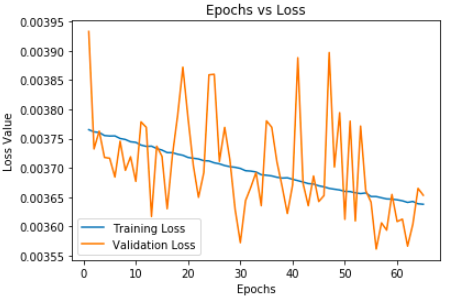 Epochs vs Loss
0.00395
0.00390
0.00385
0.00380
0.00375
0.00370
0.00365
0.00360
0.00355
Loss Value
Training Loss
Validation Loss
0 10 20 30 40 50 60
Epochs